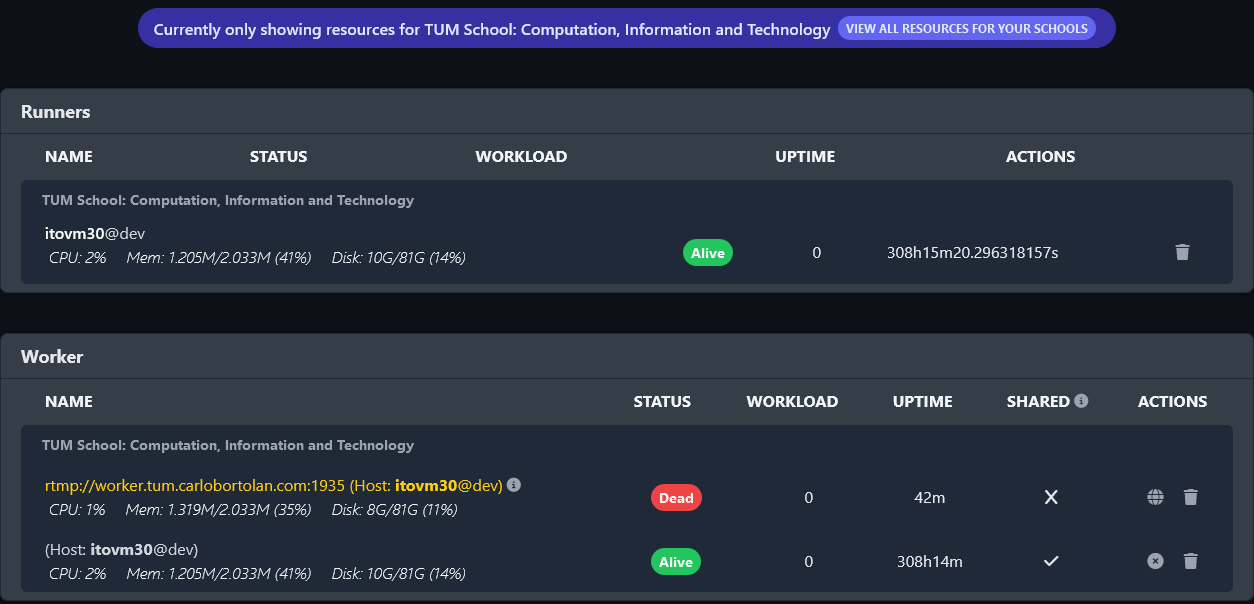 Currently only showing resources for TUM School: Computation, Information and Technology VIEW ALL RESOURCES FOR YOUR SCHOOLS
Runners
NAME STATUS WORKLOAD UPTIME ACTIONS
TUM School: Computation, Information and Technology
itovm30@dev
CPU: 2% Mem: 1.205M/2.033M (41%) Disk: 10G/81G (14%)
Alive 0 308h15m20.296318157s
Worker
NAME STATUS WORKLOAD UPTIME SHARED ACTIONS
TUM School: Computation, Information and Technology
rtmp://worker.tum.carlobortolan.com:1935 (Host: itovm30@dev)
CPU: 1% Mem: 1.319M/2.033M (35%) Disk: 8G/81G (11%)
Dead 0 42m
(Host: itovm30@dev)
CPU: 2% Mem: 1.205M/2.033M (41%) Disk: 10G/81G (14%)
Alive 0 308h14m